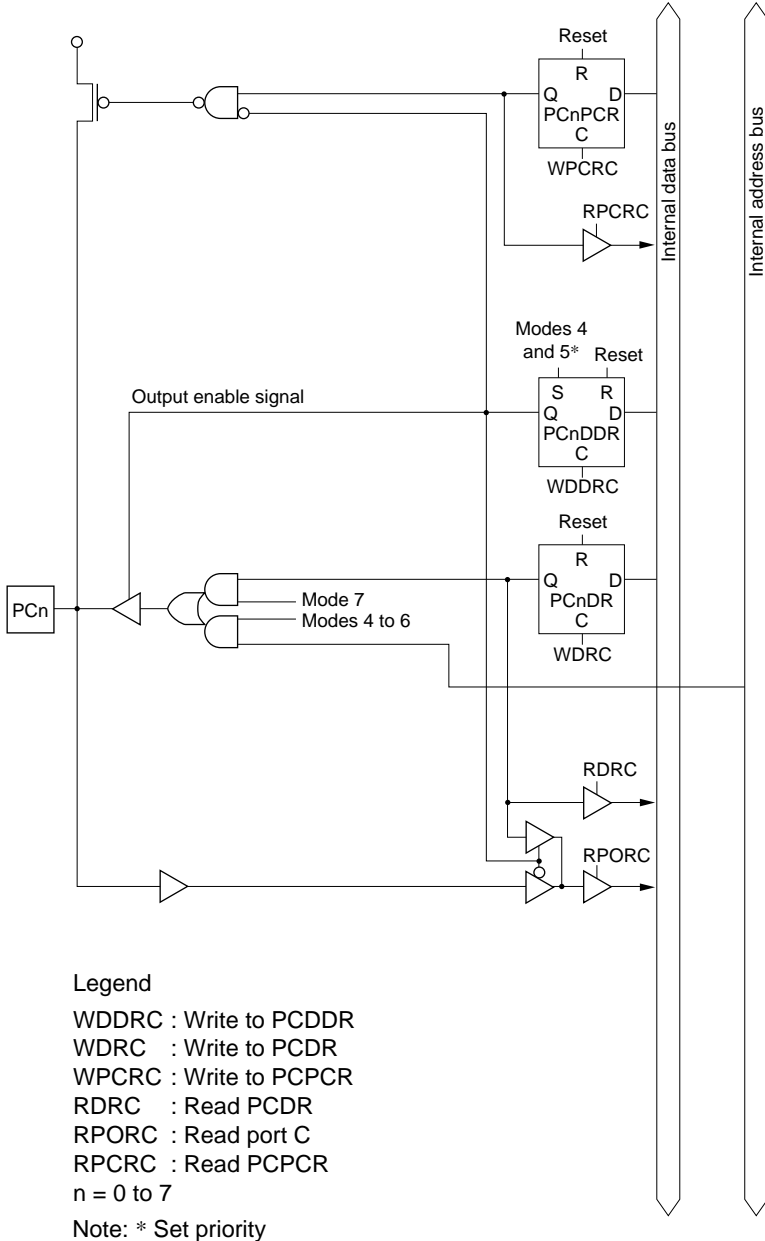 Reset
R
Q D
PCnPCR
C
WPCRC
RPCRC
Internal data bus
Internal address bus
Modes 4
and 5* Reset
S R
Output enable signal
Q D
PCnDDR
C
WDDRC
Reset
R
Q D
PCnDR
C
WDRC
PCn
Mode 7
Modes 4 to 6
RDRC
RPORC
Legend
WDDRC : Write to PCDDR
WDRC : Write to PCDR
WPCRC : Write to PCPCR
RDRC : Read PCDR
RPORC : Read port C
RPCRC : Read PCPCR
n = 0 to 7
Note: * Set priority